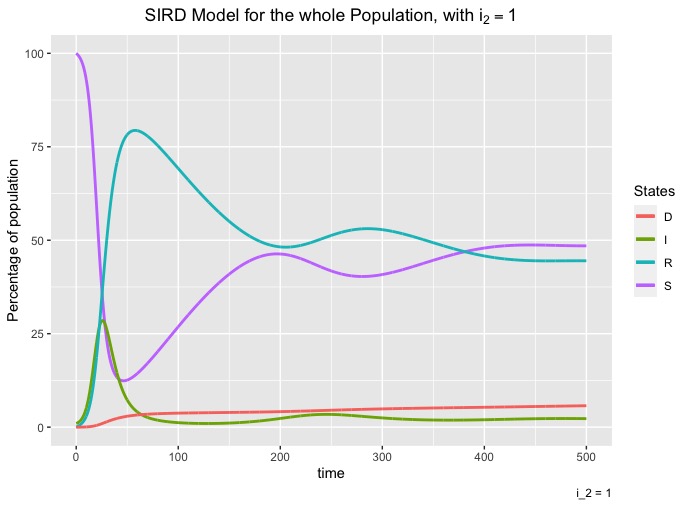 SIRD Model for the whole Population, with i₂ = 1
Percentage of population
100
75
50
25
0
0
100
200
300
400
500
time
States
D
I
R
S
i_2 = 1